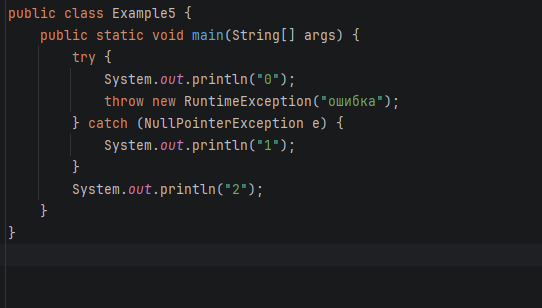 public class Example5 {
public static void main(String[] args) {
try {
System.out.println("0");
throw new RuntimeException("ошибка");
} catch (NullPointerException e) {
System.out.println("1");
}
System.out.println("2");
}
}